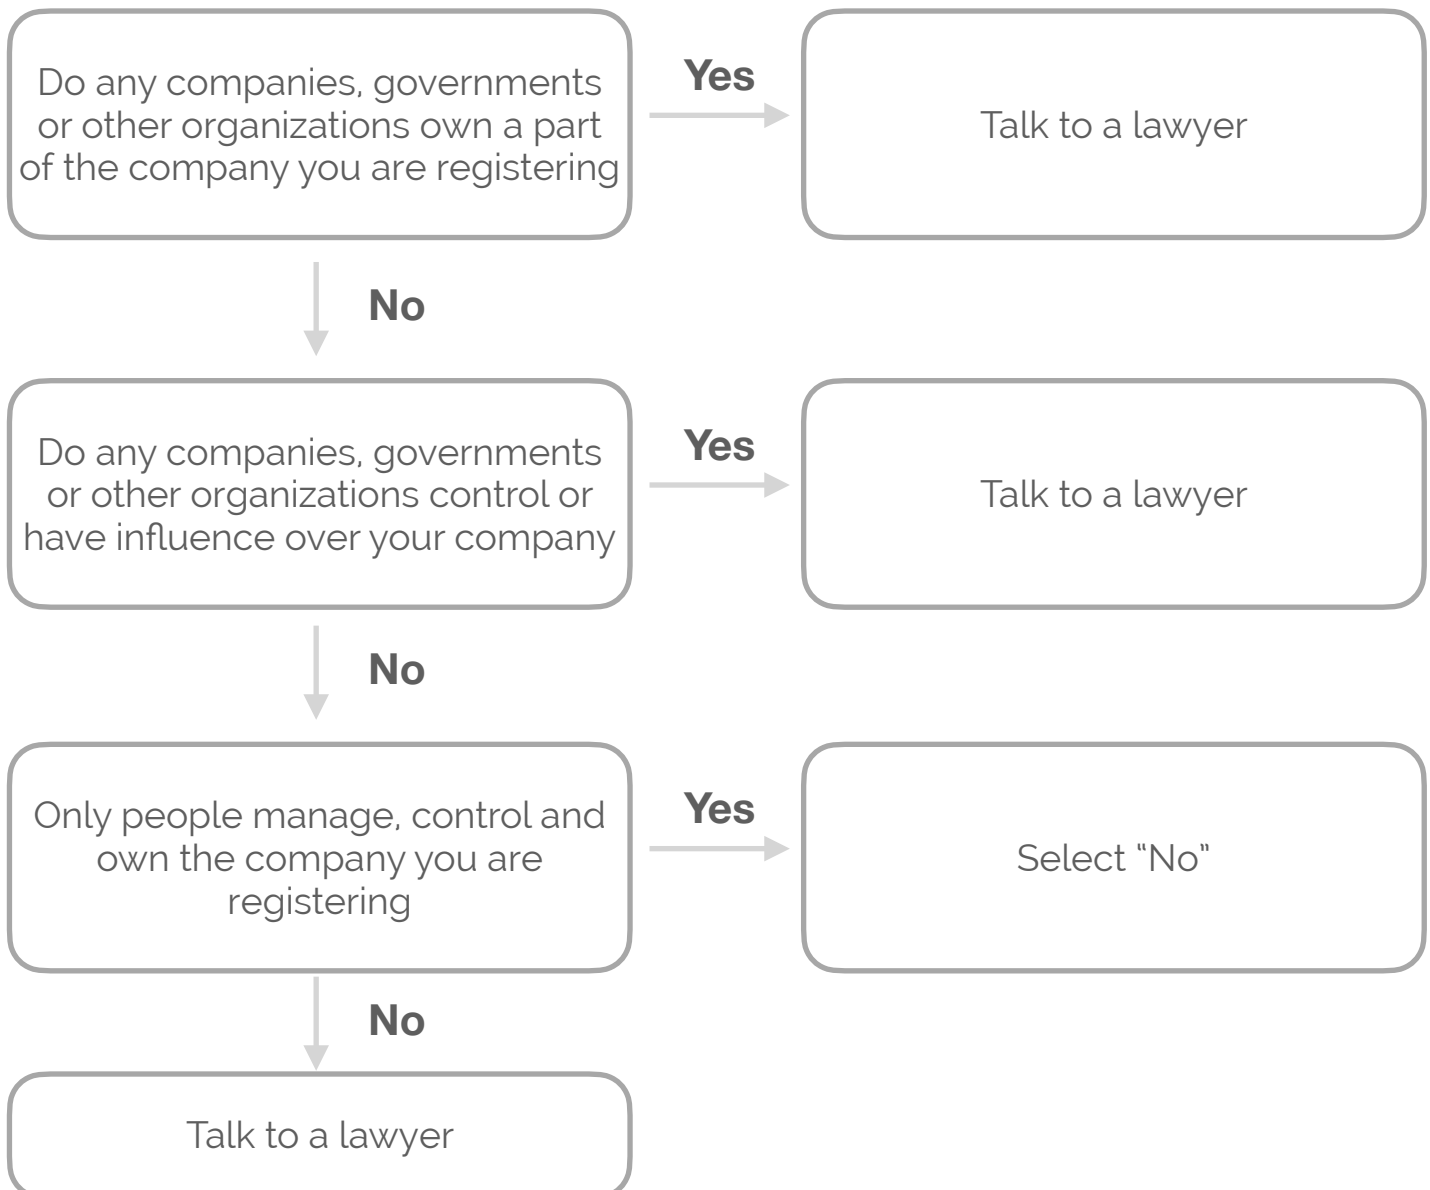 Do any companies, governments
or other organizations own a part
of the company you are registering
Yes
Talk to a lawyer
No
Do any companies, governments
or other organizations control or
have influence over your company
Yes
Talk to a lawyer
No
Only people manage, control and
own the company you are
registering
Yes
Select “No”
No
Talk to a lawyer